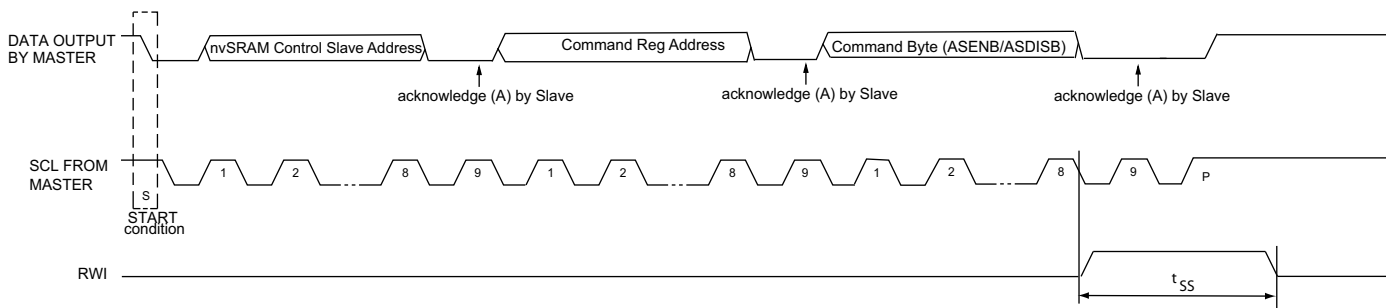 DATA OUTPUT
BY MASTER
nvSRAM Control Slave Address
Command Reg Address
Command Byte (ASENB/ASDISB)
acknowledge (A) by Slave
acknowledge (A) by Slave
acknowledge (A) by Slave
SCL FROM
MASTER
S
1
2
8
9
1
2
8
9
1
2
8
9
P
START
condition
RWI
tSS